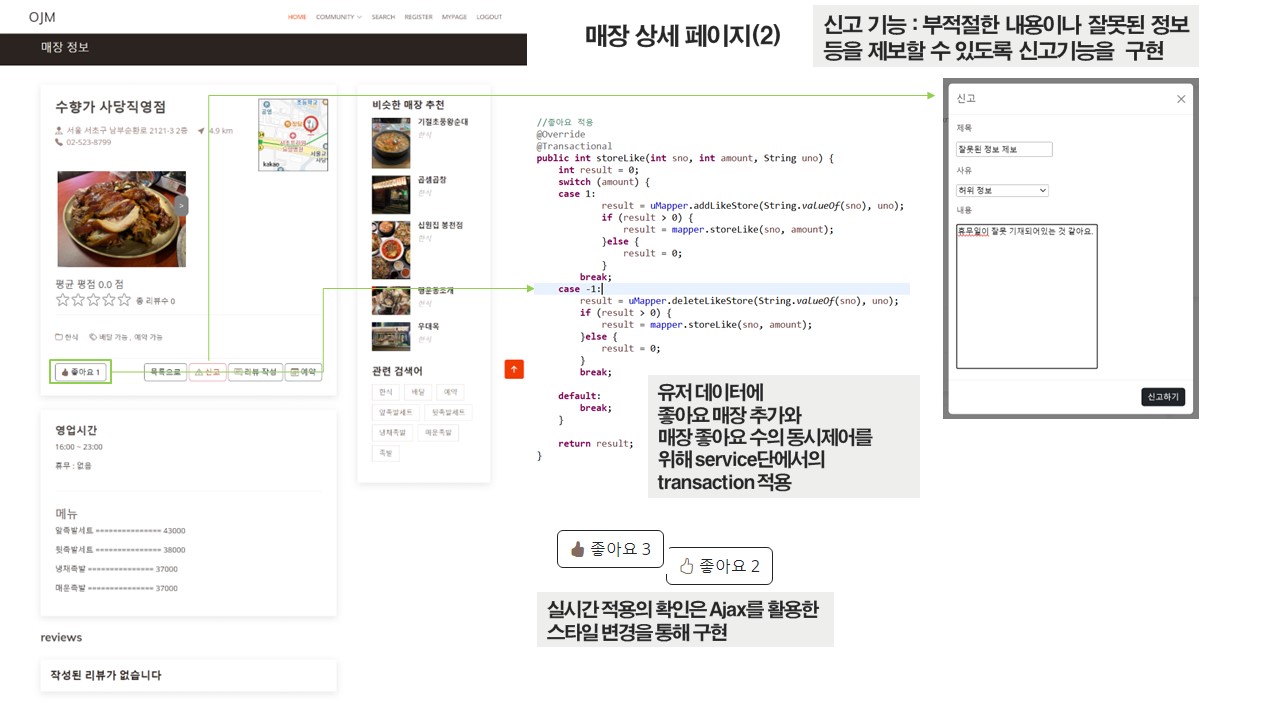 OJM
HOME COMMUNITY SEARCH REGISTER MYPAGE LOGOUT
매장 정보
매장 상세 페이지(2)
신고 기능 : 부적절한 내용이나 잘못된 정보
등을 제보할 수 있도록 신고기능을 구현
수향가 사당직영점
서울 서초구 남부순환로 2121-3 2층 4.9 km
02-523-8799
kakao
>
평균 평점 0.0 점
총 리뷰수 0
한식 배달 가능 , 예약 가능
좋아요 1 목록으로 신고 리뷰 작성 예약
영업시간
16:00 ~ 23:00
휴무 : 없음
메뉴
앞족발세트 =============== 43000
뒷족발세트 =============== 38000
냉채족발 =============== 37000
매운족발 =============== 37000
reviews
작성된 리뷰가 없습니다
비슷한 매장 추천
기절초풍왕순대
한식
곱셈곱창
한식
십원집 봉천점
한식
행운동조개
한식
우대옥
한식
관련 검색어
한식 배달 예약
앞족발세트 뒷족발세트
냉채족발 매운족발
족발
//좋아요 적용
@Override
@Transactional
public int storeLike(int sno, int amount, String uno) {
int result = 0;
switch (amount) {
case 1:
result = uMapper.addLikeStore(String.valueOf(sno), uno);
if (result > 0) {
result = mapper.storeLike(sno, amount);
}else {
result = 0;
}
break;
case -1:
result = uMapper.deleteLikeStore(String.valueOf(sno), uno);
if (result > 0) {
result = mapper.storeLike(sno, amount);
}else {
result = 0;
}
break;
default:
break;
}
return result;
}
유저 데이터에
좋아요 매장 추가와
매장 좋아요 수의 동시제어를
위해 service단에서의
transaction 적용
좋아요 3
좋아요 2
실시간 적용의 확인은 Ajax를 활용한
스타일 변경을 통해 구현
신고
제목
잘못된 정보 제보
사유
허위 정보
내용
휴무일이 잘못 기재되어있는 것 같아요.
신고하기